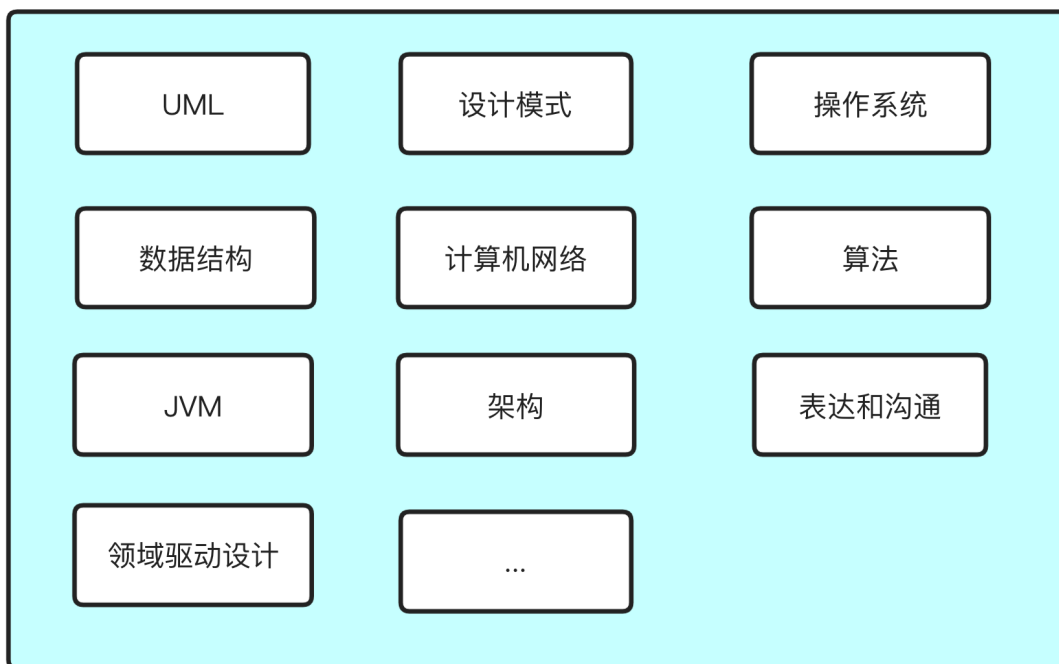 UML
设计模式
操作系统
数据结构
计算机网络
算法
JVM
架构
表达和沟通
领域驱动设计
...